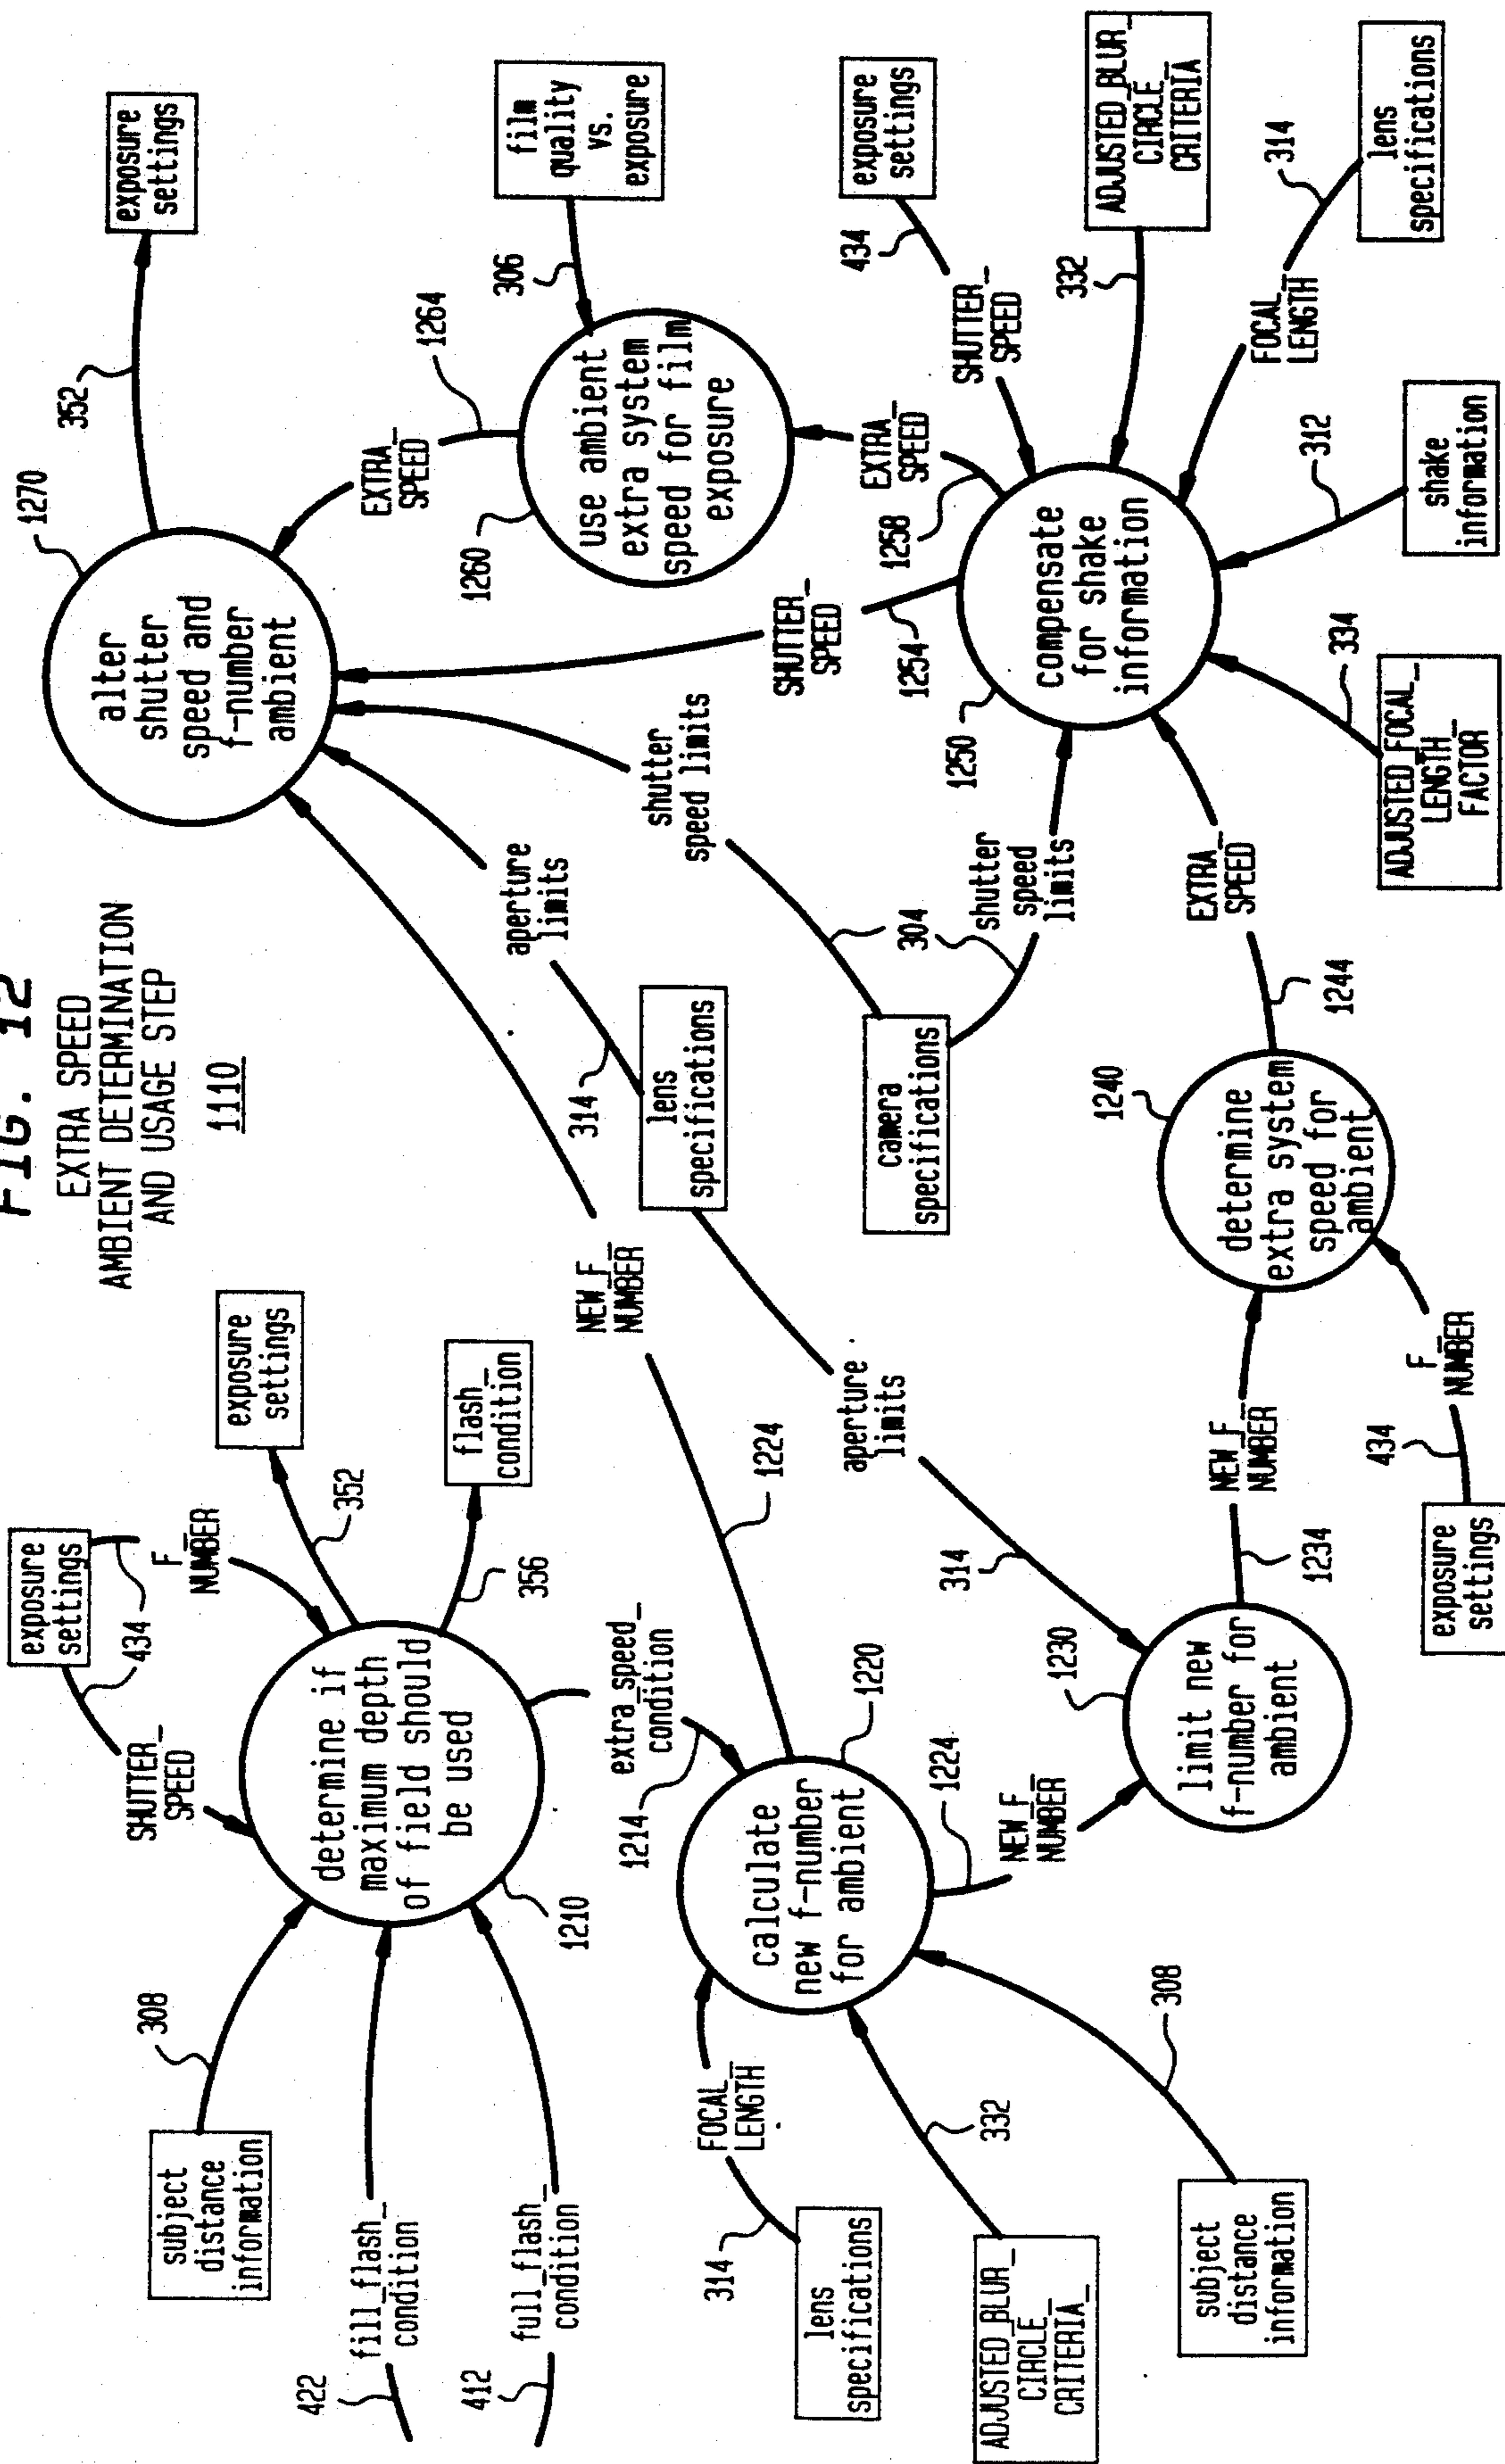 FIG. 12
EXTRA SPEED
AMBIENT DETERMINATION
AND USAGE STEP
1110
exposure
settings
434
SHUTTER_
SPEED
F_
NUMBER
subject
distance
information
308
422
fill_flash_
condition
412
full_flash_
condition
determine if
maximum depth
of field should
be used
1210
352
exposure
settings
356
flash_
condition
1214
extra_speed_
condition
314
lens
specifications
FOCAL_
LENGTH
ADJUSTED_BLUR_
CIRCLE_
CRITERIA_
332
subject
distance
information
308
calculate
new f-number
for ambient
1220
1224
NEW_F_
NUMBER
1224
NEW_F_
NUMBER
limit new
f-number for
ambient
1230
314
aperture
limits
lens
specifications
314
aperture
limits
1234
NEW_F_
NUMBER
exposure
settings
434
F_
NUMBER
determine
extra system
speed for
ambient
1240
1244
EXTRA_
SPEED
camera
specifications
304
shutter
speed
limits
shutter
speed limits
compensate
for shake
information
1250
ADJUSTED_FOCAL_
LENGTH_
FACTOR
334
shake
information
312
lens
specifications
314
FOCAL_
LENGTH
ADJUSTED_BLUR_
CIRCLE_
CRITERIA
332
exposure
settings
434
SHUTTER_
SPEED
1254
SHUTTER_
SPEED
1258
EXTRA_
SPEED
use ambient
extra system
speed for film
exposure
1260
film
quality
vs.
exposure
306
1264
EXTRA_
SPEED
alter
shutter
speed and
f-number
ambient
1270
352
exposure
settings